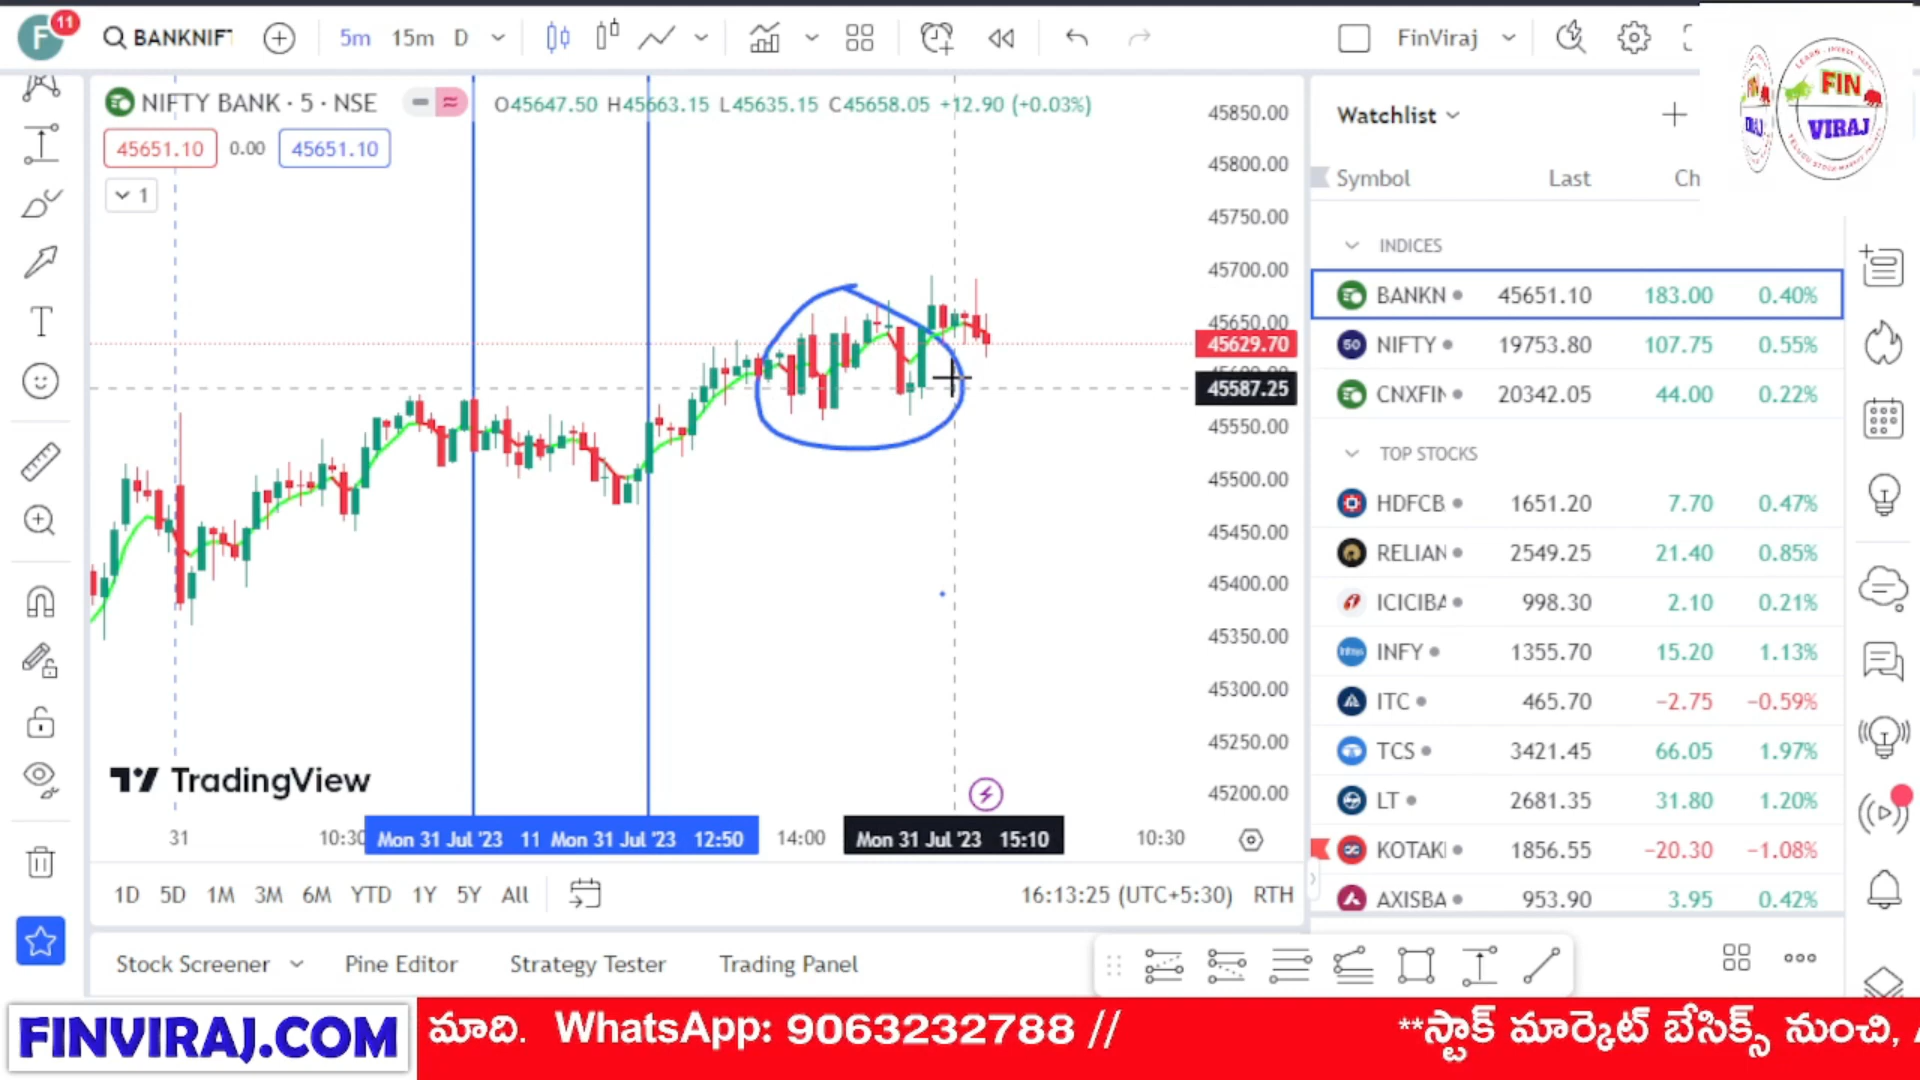 F 11 BANKNIF 5m 15m D FinViraj
NIFTY BANK · 5 · NSE O45647.50 H45663.15 L45635.15 C45658.05 +12.90 (+0.03%)
45651.10 0.00 45651.10
1
45850.00
45800.00
45750.00
45700.00
45650.00
45629.70
45587.25
45550.00
45500.00
45450.00
45400.00
45350.00
45300.00
45250.00
45200.00
TradingView
31 10:30 Mon 31 Jul '23 11 Mon 31 Jul '23 12:50 14:00 Mon 31 Jul '23 15:10 10:30
1D 5D 1M 3M 6M YTD 1Y 5Y All 16:13:25 (UTC+5:30) RTH
Stock Screener Pine Editor Strategy Tester Trading Panel
Watchlist
Symbol Last Ch
INDICES
BANKN 45651.10 183.00 0.40%
NIFTY 19753.80 107.75 0.55%
CNXFIN 20342.05 44.00 0.22%
TOP STOCKS
HDFCB 1651.20 7.70 0.47%
RELIAN 2549.25 21.40 0.85%
ICICIBA 998.30 2.10 0.21%
INFY 1355.70 15.20 1.13%
ITC 465.70 −2.75 −0.59%
TCS 3421.45 66.05 1.97%
LT 2681.35 31.80 1.20%
KOTAK 1856.55 −20.30 −1.08%
AXISBA 953.90 3.95 0.42%
FIN
VIRAJ
FINVIRAJ.COM మాది. WhatsApp: 9063232788 // **స్టాక్ మార్కెట్ బేసిక్స్ నుంచి,